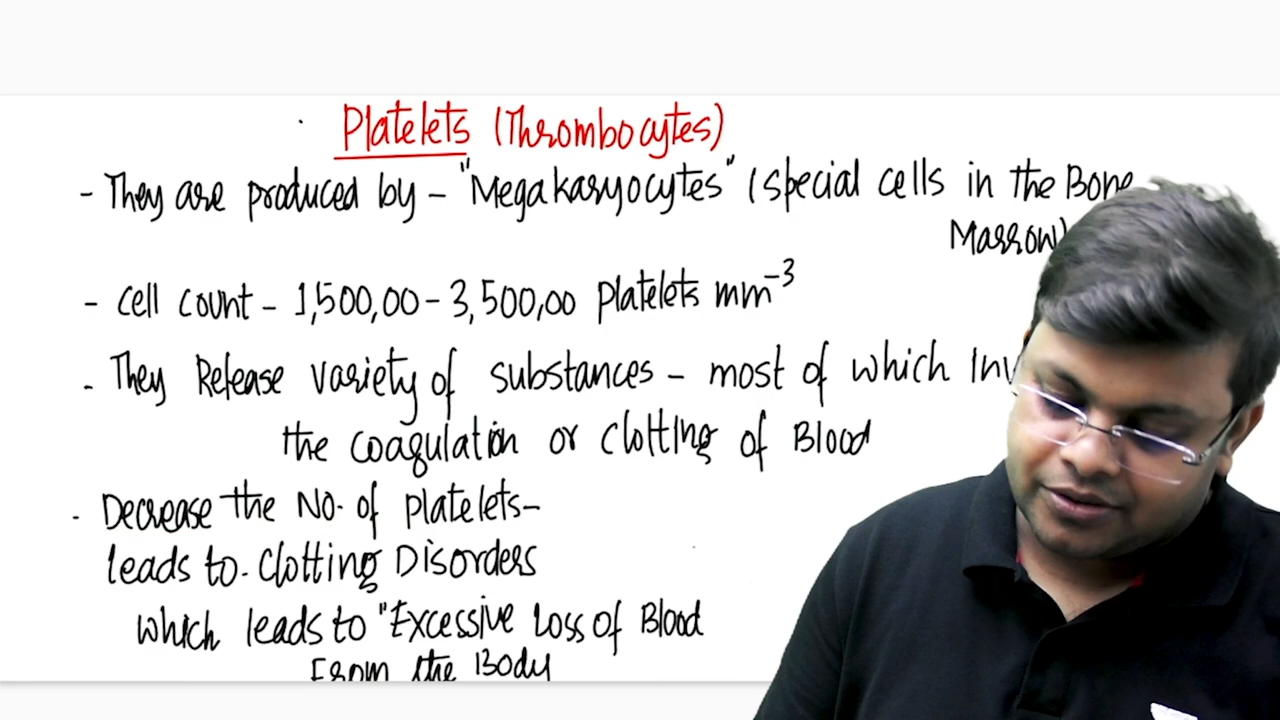 Platelets (Thrombocytes)
- They are produced by - "Megakaryocytes" (special cells in the Bone
Marrow)
- cell count - 1,500,00 - 3,500,00 Platelets mm⁻³
- They Release variety of substances - most of which
the coagulation or clotting of Blood
- Decrease the No. of Platelets-
leads to. Clotting Disorders
which leads to "Excessive Loss of Blood
From the Body